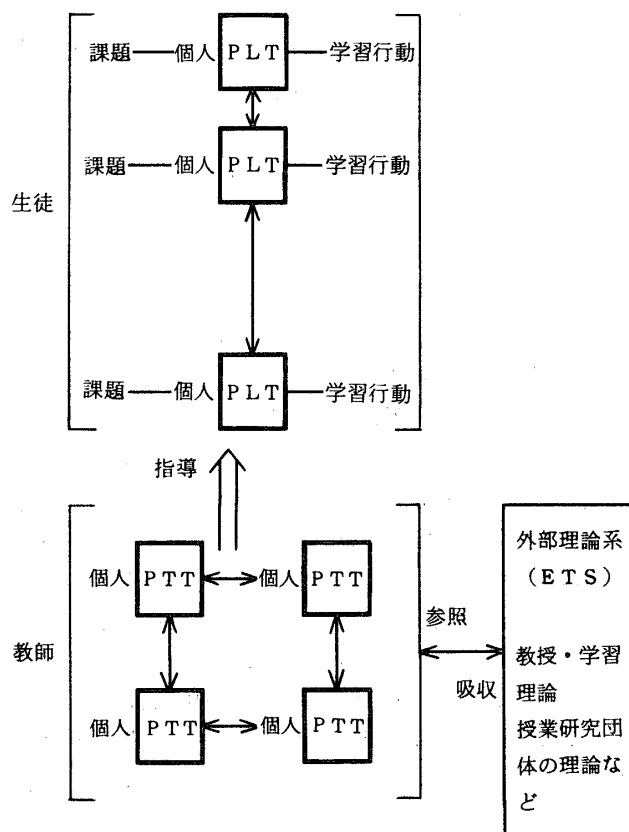 課題 個人 PLT 学習行動
課題 個人 PLT 学習行動
生徒
課題 個人 PLT 学習行動
指導
外部理論系
(ETS)
個人 PTT 個人 PTT
参照
教師
教授・学習
吸収
理論
個人 PTT 個人 PTT
授業研究団
体の理論な
ど